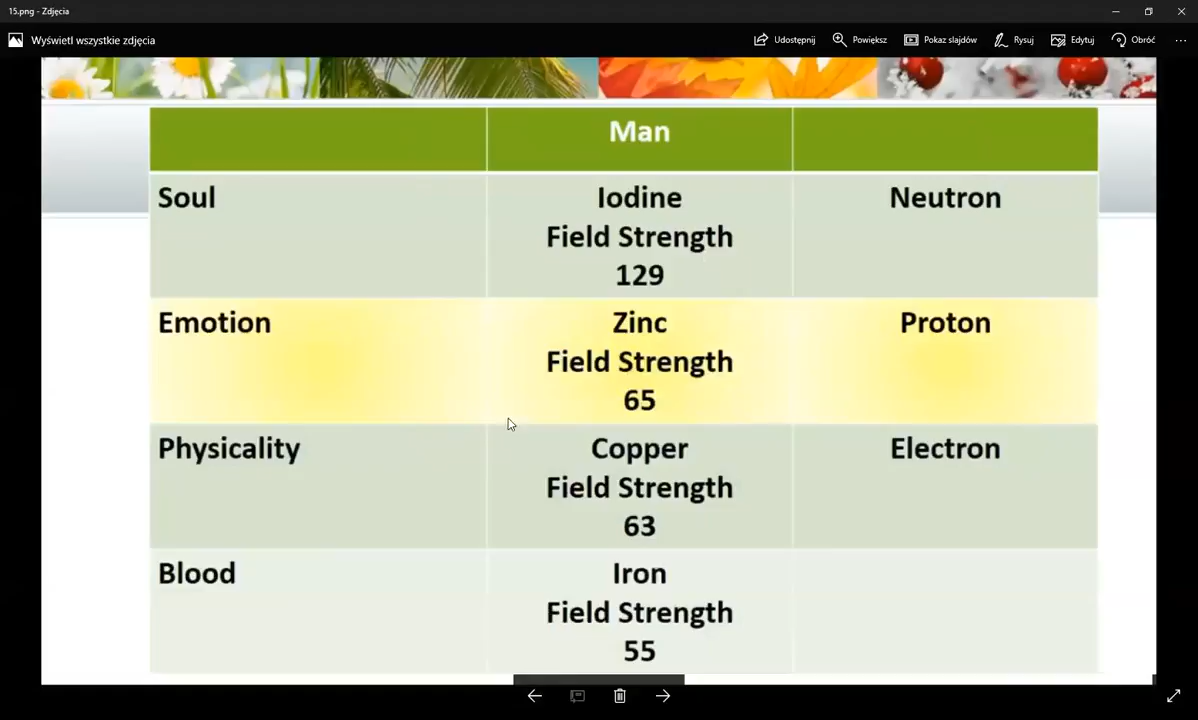 15.png - Zdjęcia
Wyświetl wszystkie zdjęcia
Udostępnij
Powiększ
Pokaz slajdów
Rysuj
Edytuj
Obróć
Man
Soul
Iodine
Field Strength
129
Neutron
Emotion
Zinc
Field Strength
65
Proton
Physicality
Copper
Field Strength
63
Electron
Blood
Iron
Field Strength
55